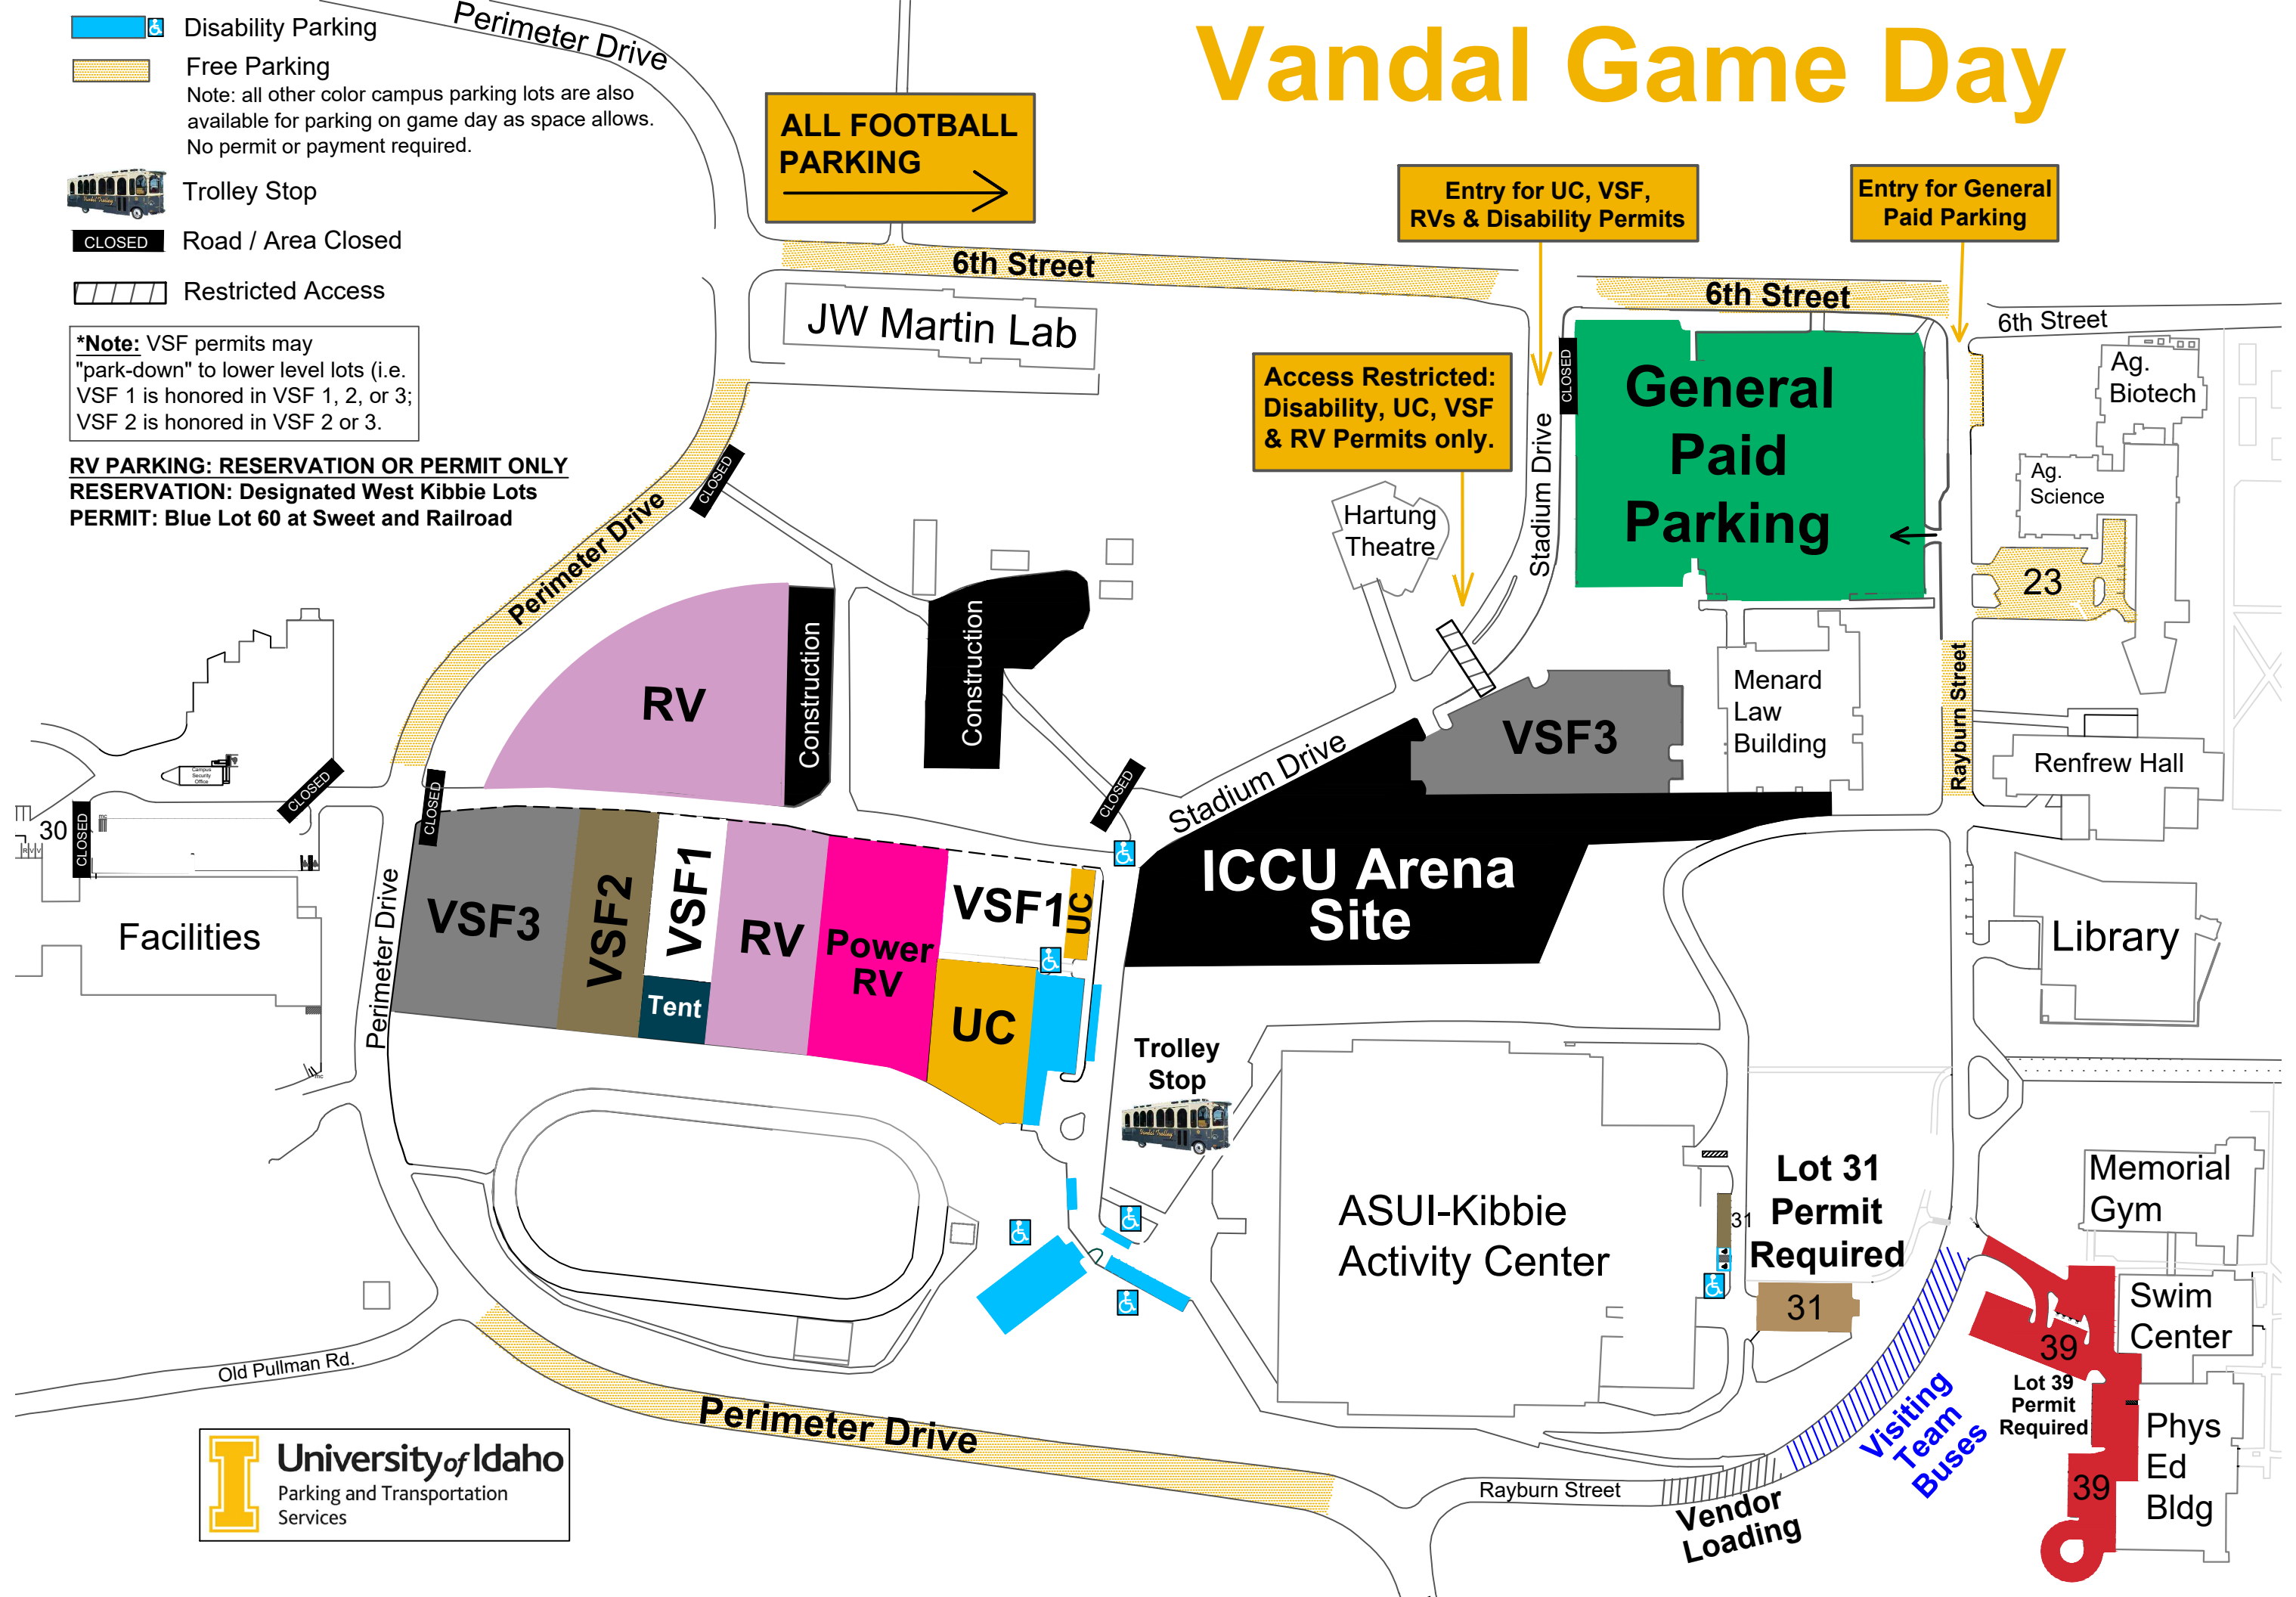 Vandal Game Day
Disability Parking
Free Parking
Note: all other color campus parking lots are also
available for parking on game day as space allows.
No permit or payment required.
Trolley Stop
CLOSED
Road / Area Closed
Restricted Access
*Note: VSF permits may
"park-down" to lower level lots (i.e.
VSF 1 is honored in VSF 1, 2, or 3;
VSF 2 is honored in VSF 2 or 3.
RV PARKING: RESERVATION OR PERMIT ONLY
RESERVATION: Designated West Kibbie Lots
PERMIT: Blue Lot 60 at Sweet and Railroad
Perimeter Drive
ALL FOOTBALL
PARKING
Entry for UC, VSF,
RVs & Disability Permits
Entry for General
Paid Parking
6th Street
6th Street
6th Street
JW Martin Lab
Access Restricted:
Disability, UC, VSF
& RV Permits only.
CLOSED
Stadium Drive
General
Paid
Parking
Ag.
Biotech
Ag.
Science
Hartung
Theatre
23
CLOSED
Perimeter Drive
RV
Construction
Construction
VSF3
Menard
Law
Building
Rayburn Street
Renfrew Hall
Campus
Security
Office
CLOSED
CLOSED
CLOSED
CLOSED
30
mc
R V V
Stadium Drive
ICCU Arena
Site
Facilities
Perimeter Drive
VSF3
VSF2
VSF1
Tent
RV
Power
RV
VSF1
UC
UC
Library
mc
Trolley
Stop
Vandal Trolley
ASUI-Kibbie
Activity Center
31
Lot 31
Permit
Required
31
Memorial
Gym
Swim
Center
39
Lot 39
Permit
Required
Phys
Ed
Bldg
39
Old Pullman Rd.
Perimeter Drive
Rayburn Street
Vendor
Loading
Visiting
Team
Buses
I
University of Idaho
Parking and Transportation
Services